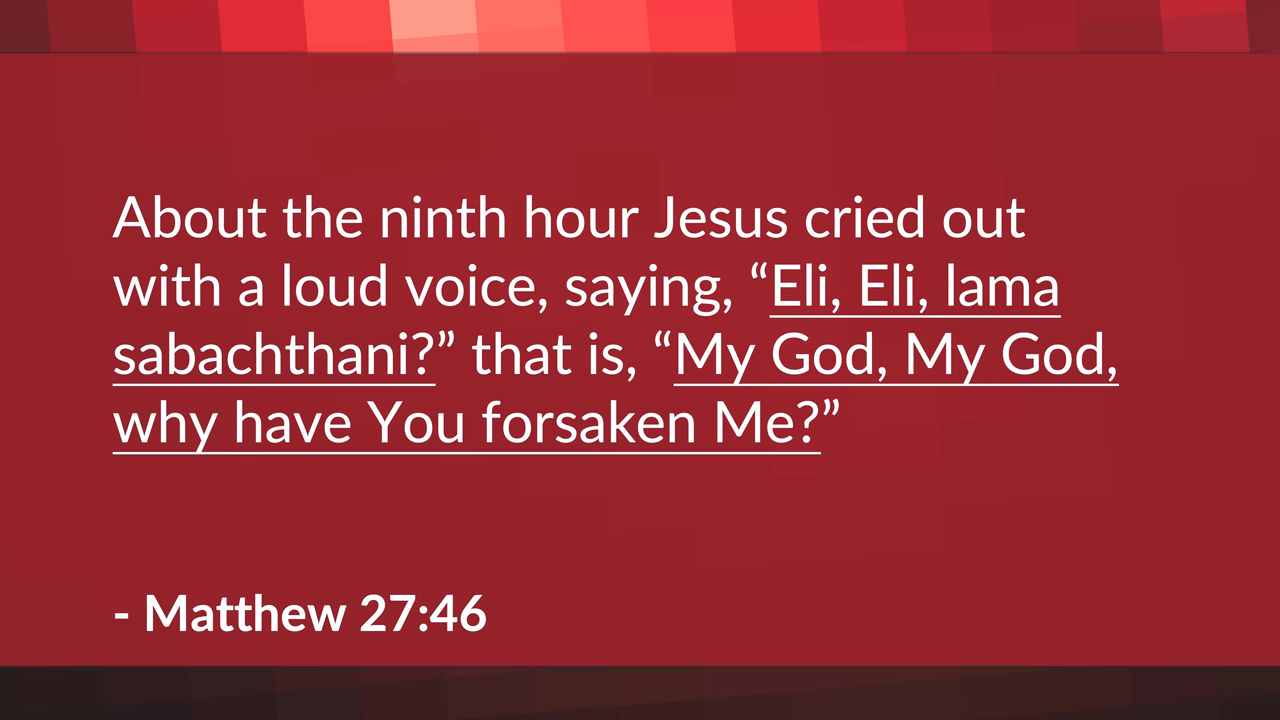 About the ninth hour Jesus cried out
with a loud voice, saying, “Eli, Eli, lama
sabachthani?” that is, “My God, My God,
why have You forsaken Me?”
- Matthew 27:46